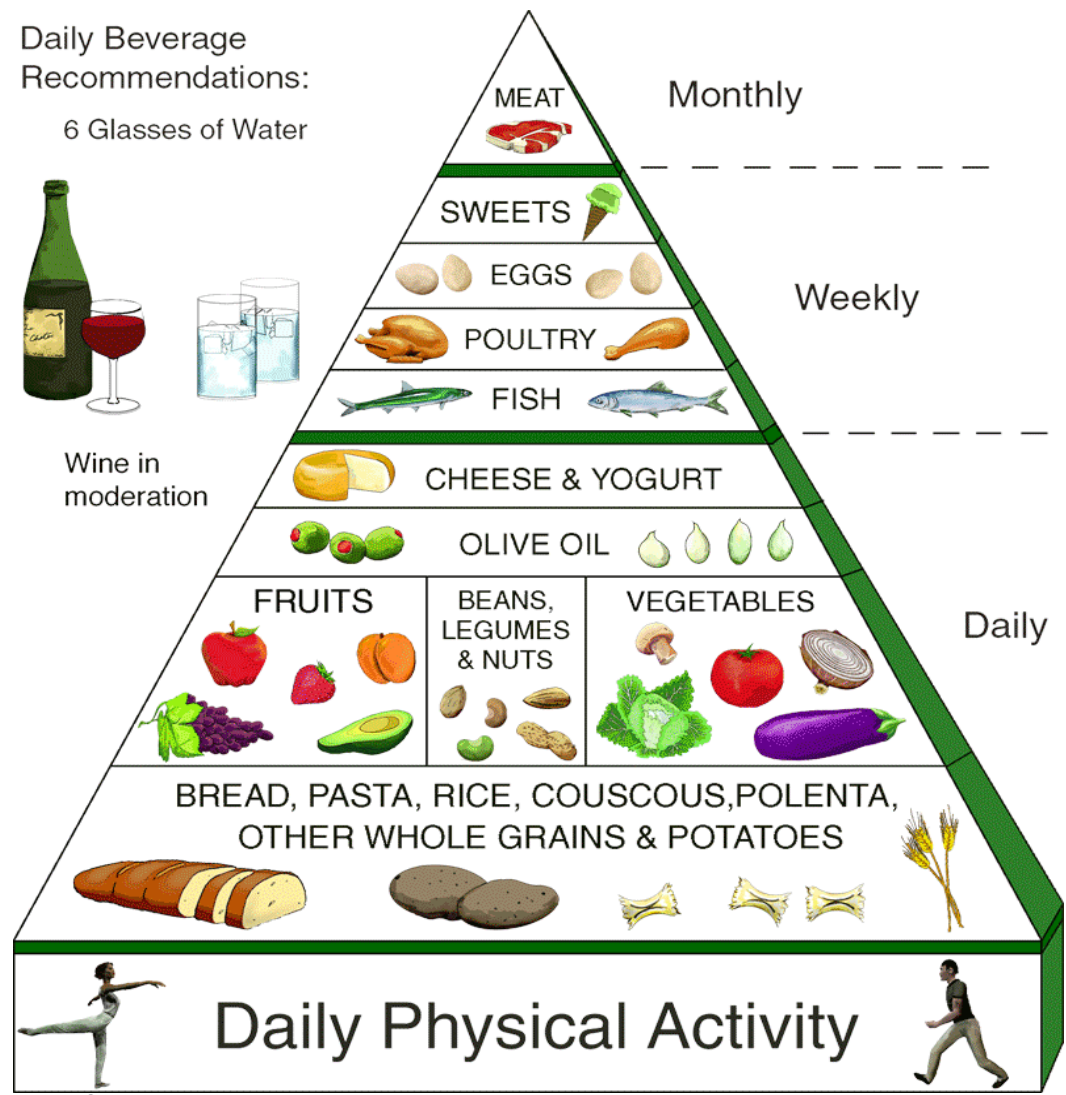 Daily Beverage
Recommendations:
6 Glasses of Water
Wine in
moderation
MEAT
Monthly
SWEETS
EGGS
POULTRY
FISH
Weekly
CHEESE & YOGURT
OLIVE OIL
FRUITS
BEANS,
LEGUMES
& NUTS
VEGETABLES
Daily
BREAD, PASTA, RICE, COUSCOUS,POLENTA,
OTHER WHOLE GRAINS & POTATOES
Daily Physical Activity